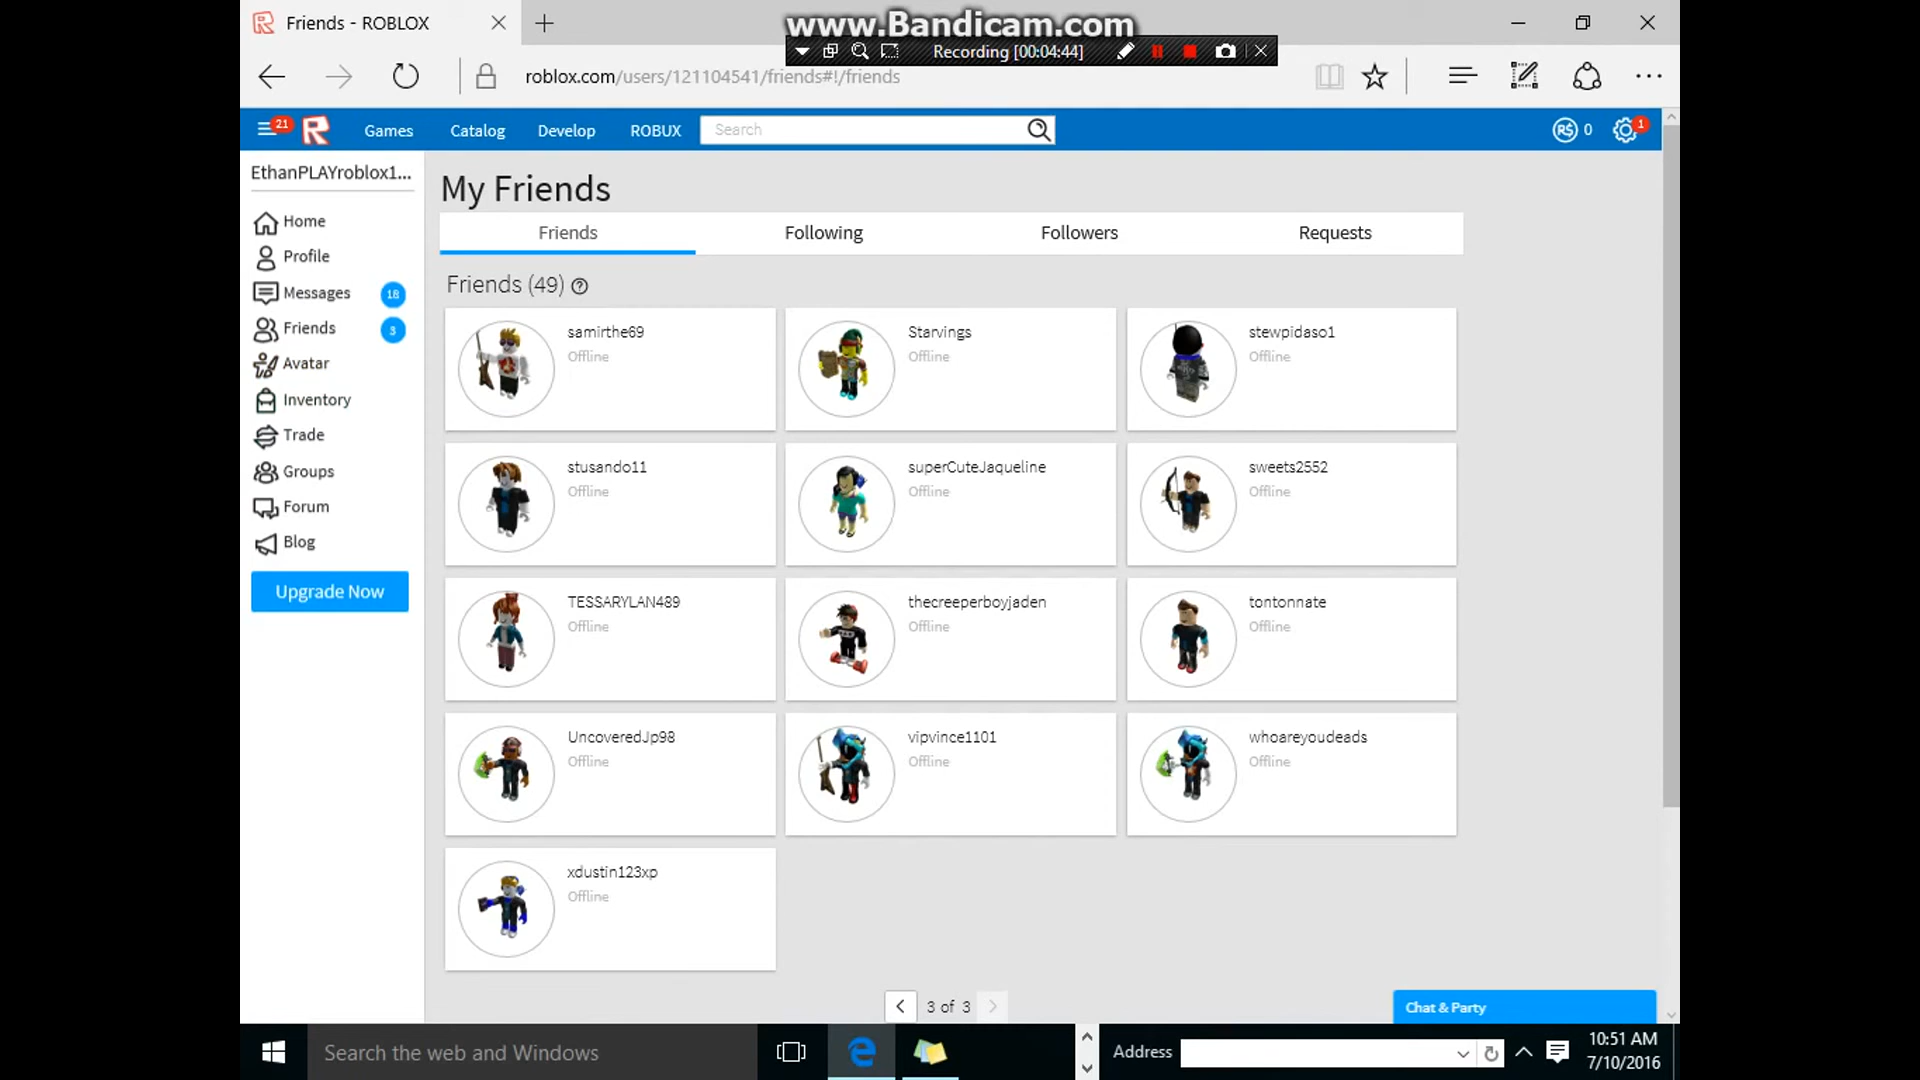 Friends - ROBLOX
www.Bandicam.com
Recording [00:04:44]
roblox.com/users/121104541/friends#!/friends
21
Games
Catalog
Develop
ROBUX
Search
R$ 0
1
EthanPLAYroblox1...
Home
Profile
Messages 18
Friends 3
Avatar
Inventory
Trade
Groups
Forum
Blog
Upgrade Now
My Friends
Friends
Following
Followers
Requests
Friends (49)
samirthe69
Offline
Starvings
Offline
stewpidaso1
Offline
stusando11
Offline
superCuteJaqueline
Offline
sweets2552
Offline
TESSARYLAN489
Offline
thecreeperboyjaden
Offline
tontonnate
Offline
UncoveredJp98
Offline
vipvince1101
Offline
whoareyoudeads
Offline
xdustin123xp
Offline
3 of 3
Chat & Party
Search the web and Windows
Address
10:51 AM
7/10/2016